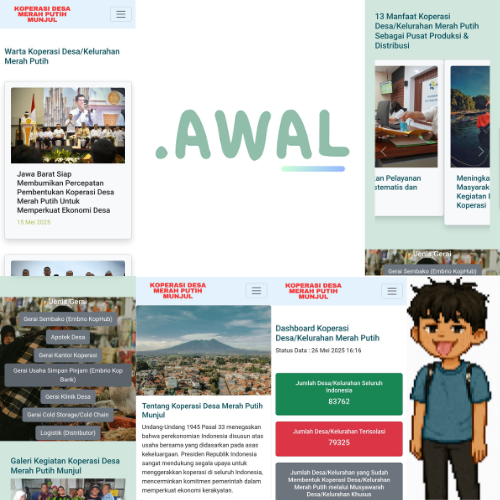 KOPERASI DESA
MERAH PUTIH
MUNJUL
Warta Koperasi Desa/Kelurahan
Merah Putih
Jawa Barat Siap
Membumikan Percepatan
Pembentukan Koperasi Desa
Merah Putih Untuk
Memperkuat Ekonomi Desa
15 Mei 2025
.AWAL
13 Manfaat Koperasi
Desa/Kelurahan Merah Putih
Sebagai Pusat Produksi &
Distribusi
kan Pelayanan
stematis dan
Meningka
Masyarak
Kegiatan I
Koperasi
Jenis Gerai
Gerai Sembako (Embrio KopHub)
Jenis Gerai
Gerai Sembako (Embrio KopHub)
Apotek Desa
Gerai Kantor Koperasi
Gerai Usaha Simpan Pinjam (Embrio Kop
Bank)
Gerai Klinik Desa
Gerai Cold Storage/Cold Chain
Logistik (Distributor)
Galeri Kegiatan Koperasi Desa
Merah Putih Munjul
KOPERASI DESA
MERAH PUTIH
MUNJUL
Tentang Koperasi Desa Merah Putih
Munjul
Undang-Undang 1945 Pasal 33 menegaskan
bahwa perekonomian Indonesia disusun atas
usaha bersama yang didasarkan pada asas
kekeluargaan. Presiden Republik Indonesia
sangat mendukung segala upaya untuk
menggerakkan koperasi di seluruh Indonesia,
mencerminkan komitmen pemerintah dalam
memperkuat ekonomi kerakyatan.
KOPERASI DESA
MERAH PUTIH
MUNJUL
Dashboard Koperasi
Desa/Kelurahan Merah Putih
Status Data : 26 Mei 2025 16:16
Jumlah Desa/Kelurahan Seluruh
Indonesia
83762
Jumlah Desa/Kelurahan Terisolasi
79325
Jumlah Desa/Kelurahan yang Sudah
Membentuk Koperasi Desa/Kelurahan
Merah Putih melalui Musyawarah
Desa/Kelurahan Khusus